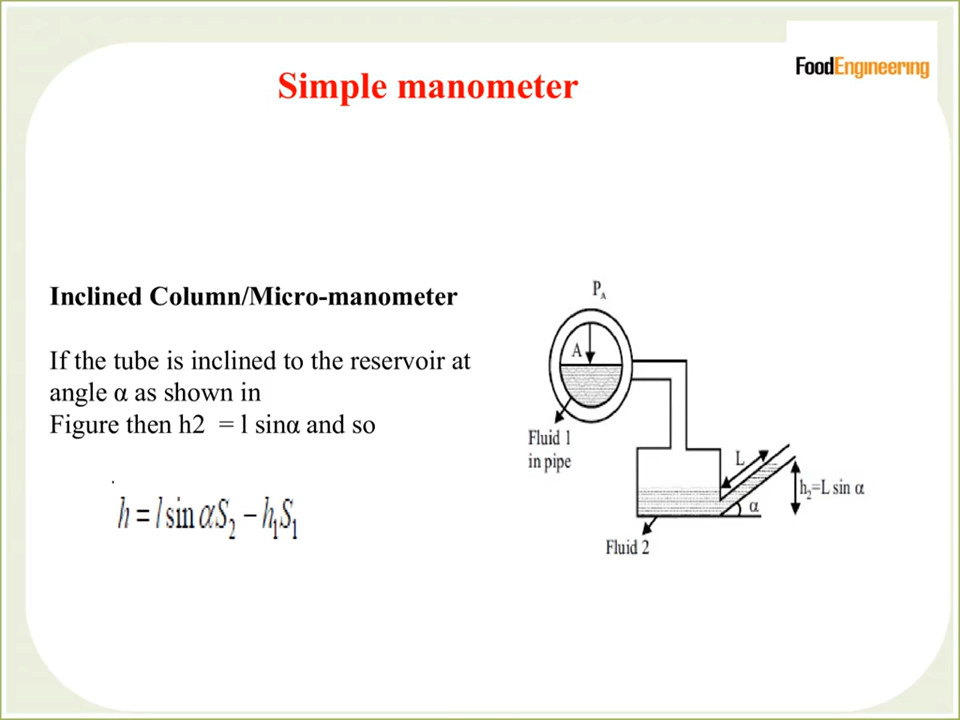 FoodEngineering
Simple manometer
Inclined Column/Micro-manometer
If the tube is inclined to the reservoir at
angle α as shown in
Figure then h2 = l sinα and so
h = l sin αS₂ − h₁S₁
P_A
A
Fluid 1
in pipe
L
h₂=L sin α
α
Fluid 2